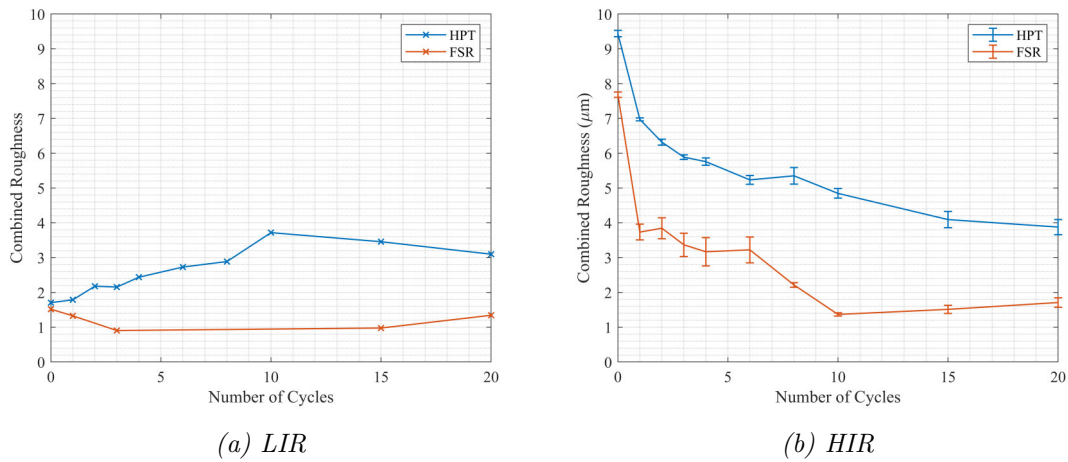 HPT
FSR
10
9
8
7
6
5
4
3
2
1
0
Combined Roughness
0 5 10 15 20
Number of Cycles
(a) LIR
HPT
FSR
10
9
8
7
6
5
4
3
2
1
0
Combined Roughness (μm)
0 5 10 15 20
Number of Cycles
(b) HIR